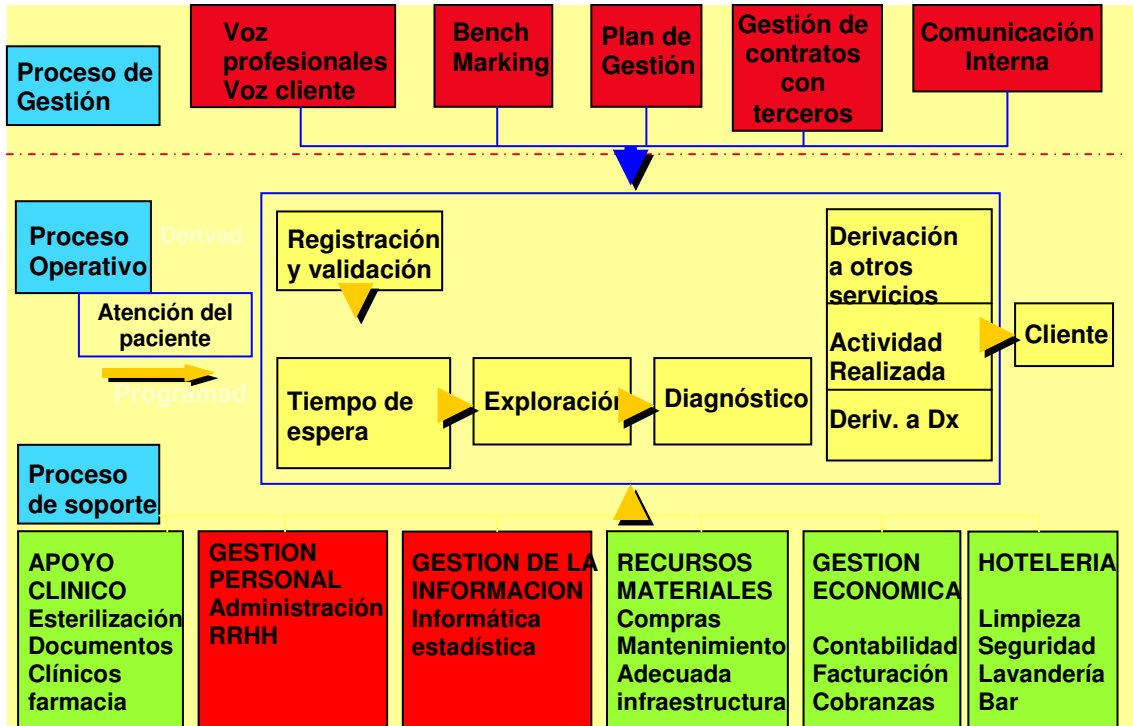 Proceso de
Gestión
Voz
profesionales
Voz cliente
Bench
Marking
Plan de
Gestión
Gestión de
contratos
con
terceros
Comunicación
Interna
Proceso
Operativo
Derivad
Atención del
paciente
Programad
Registración
y validación
Tiempo de
espera
Exploración
Diagnóstico
Derivación
a otros
servicios
Actividad
Realizada
Deriv. a Dx
Cliente
Proceso
de soporte
APOYO
CLINICO
Esterilización
Documentos
Clínicos
farmacia
GESTION
PERSONAL
Administración
RRHH
GESTION DE LA
INFORMACION
Informática
estadística
RECURSOS
MATERIALES
Compras
Mantenimiento
Adecuada
infraestructura
GESTION
ECONOMICA
Contabilidad
Facturación
Cobranzas
HOTELERIA
Limpieza
Seguridad
Lavandería
Bar